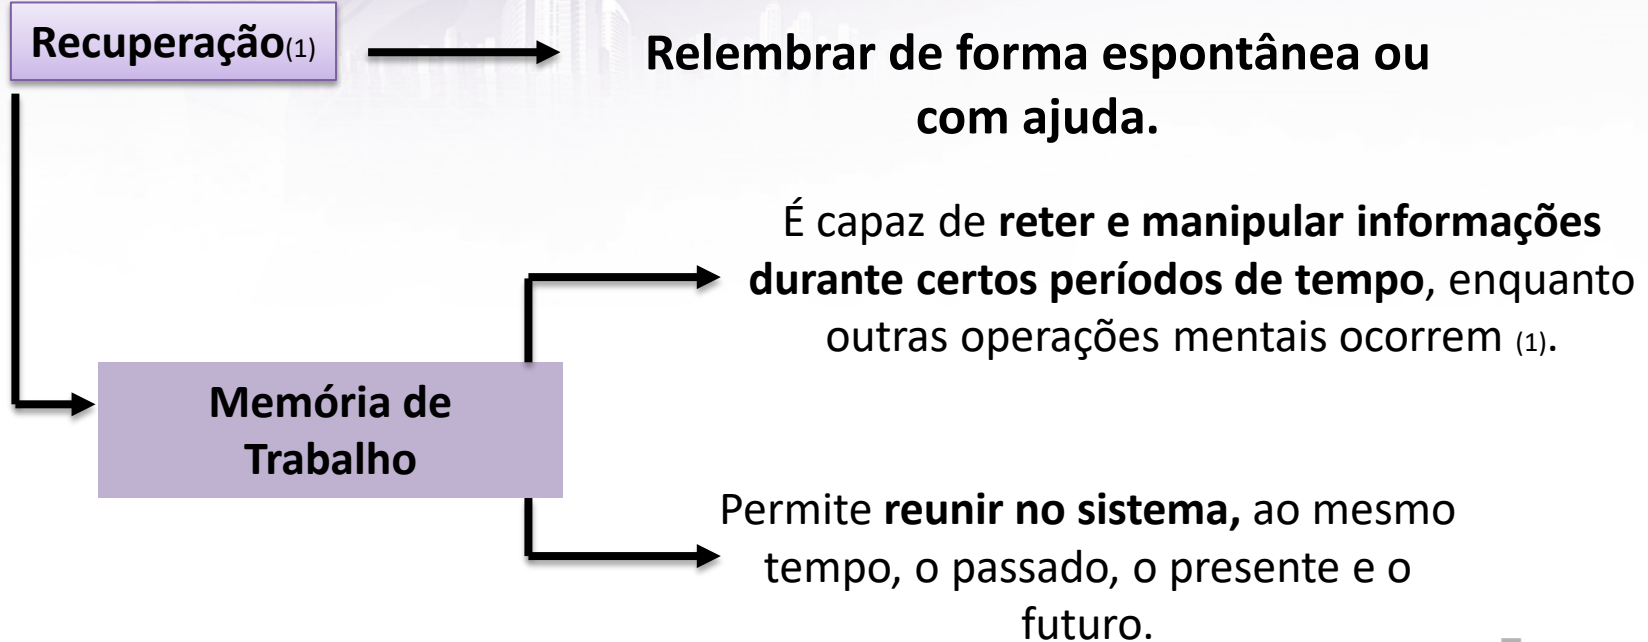 Recuperação(1)
Relembrar de forma espontânea ou
com ajuda.
É capaz de reter e manipular informações
durante certos períodos de tempo, enquanto
outras operações mentais ocorrem (1).
Memória de
Trabalho
Permite reunir no sistema, ao mesmo
tempo, o passado, o presente e o
futuro.